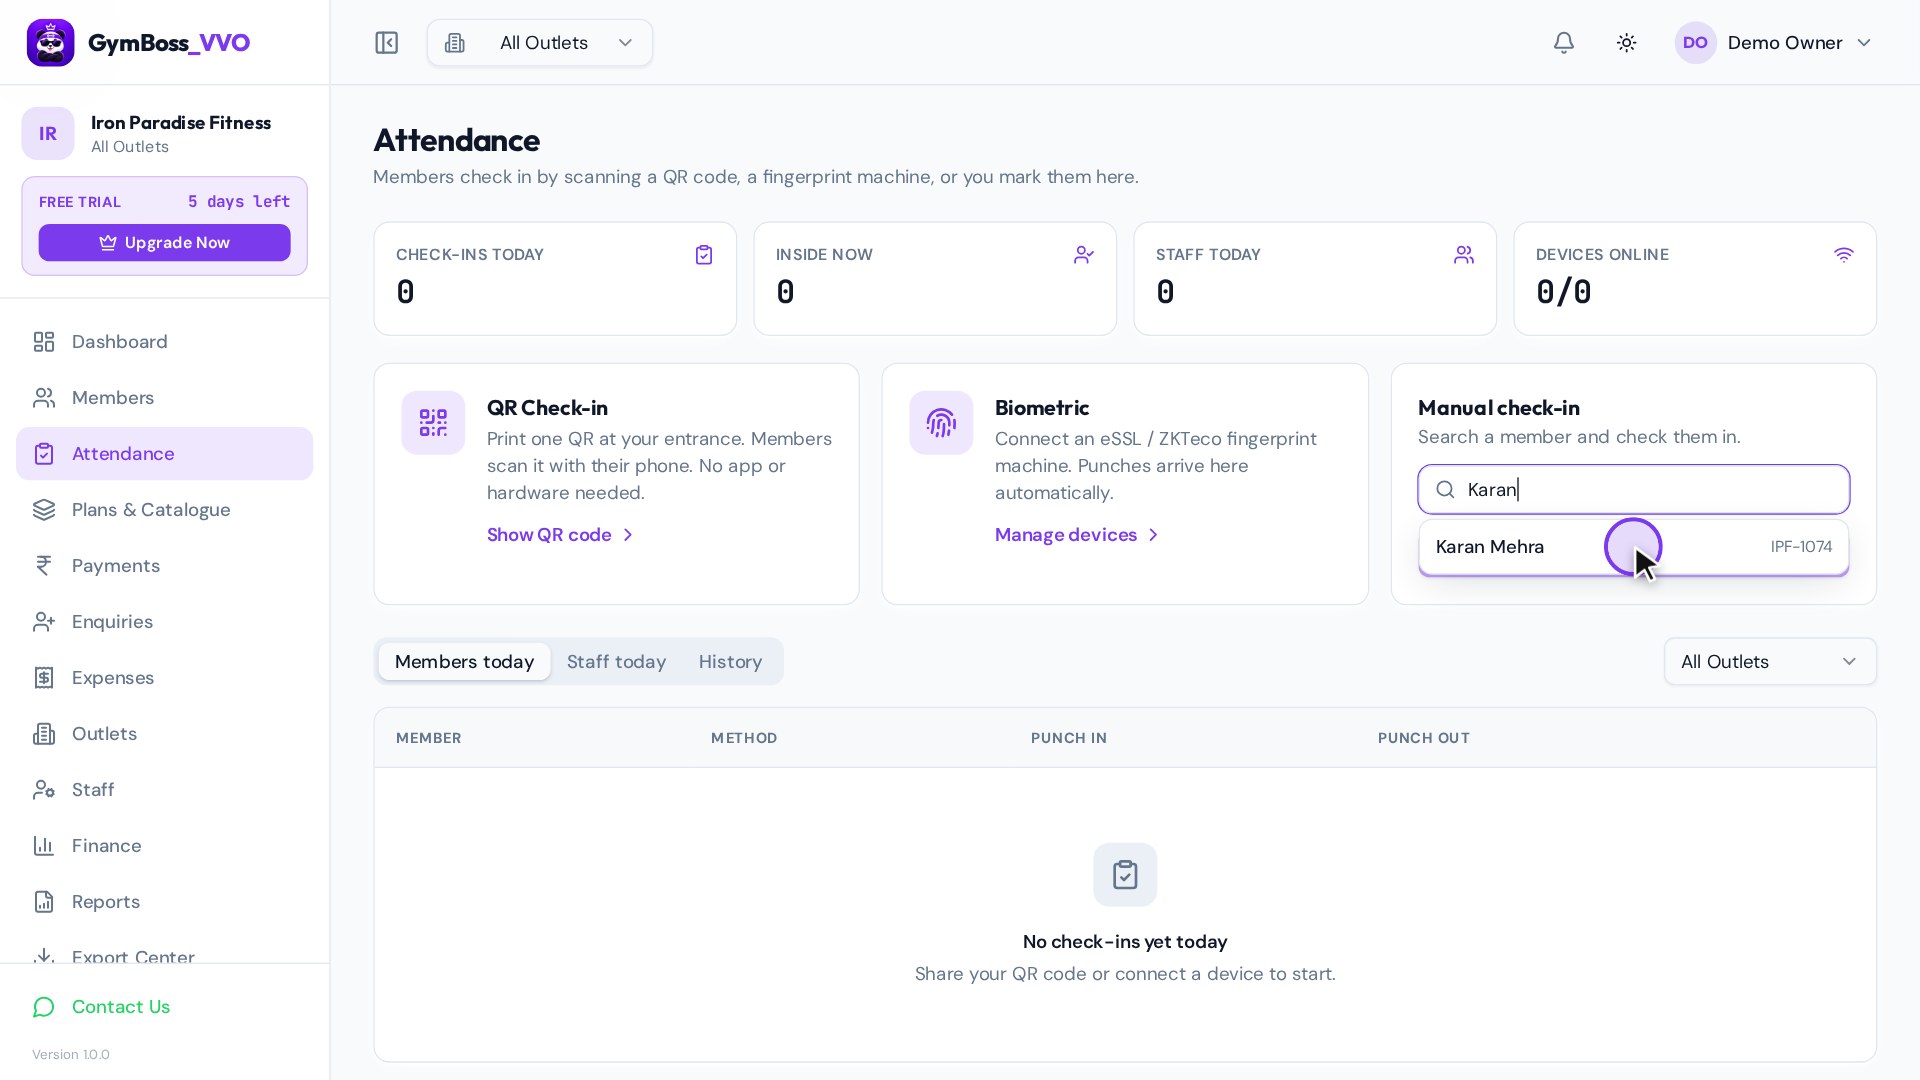 GymBoss_VVO
All Outlets
DO
Demo Owner
IR
Iron Paradise Fitness
All Outlets
FREE TRIAL
5 days left
Upgrade Now
Dashboard
Members
Attendance
Plans & Catalogue
Payments
Enquiries
Expenses
Outlets
Staff
Finance
Reports
Export Center
Contact Us
Version 1.0.0
Attendance
Members check in by scanning a QR code, a fingerprint machine, or you mark them here.
CHECK-INS TODAY
0
INSIDE NOW
0
STAFF TODAY
0
DEVICES ONLINE
0/0
QR Check-in
Print one QR at your entrance. Members
scan it with their phone. No app or
hardware needed.
Show QR code
Biometric
Connect an eSSL / ZKTeco fingerprint
machine. Punches arrive here
automatically.
Manage devices
Manual check-in
Search a member and check them in.
Karan
Karan Mehra
IPF-1074
Members today
Staff today
History
All Outlets
MEMBER
METHOD
PUNCH IN
PUNCH OUT
No check-ins yet today
Share your QR code or connect a device to start.